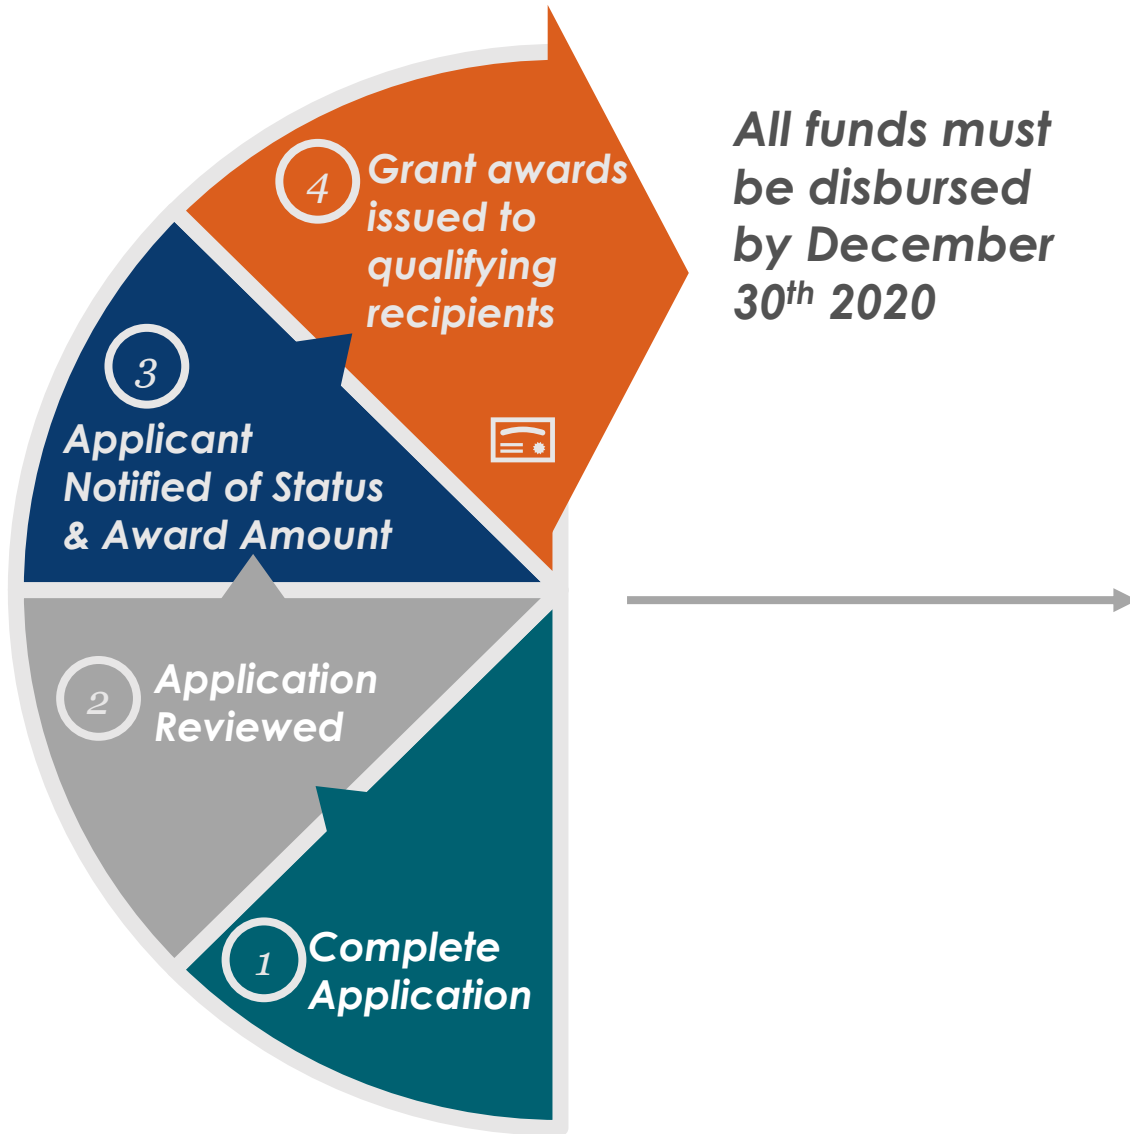 4
Grant awards
issued to
qualifying
recipients
All funds must
be disbursed
by December
30th 2020
3
Applicant
Notified of Status
& Award Amount
2
Application
Reviewed
1
Complete
Application